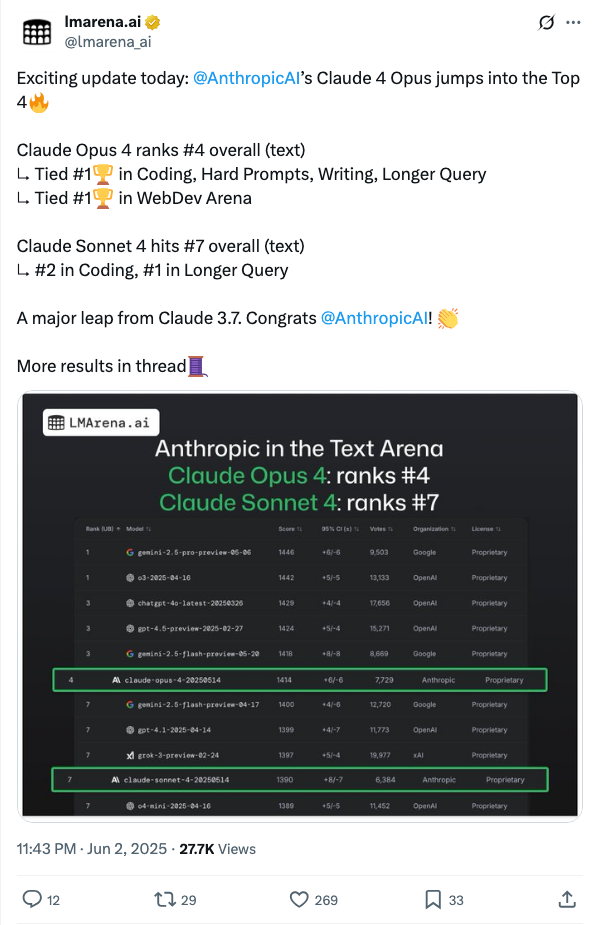 lmarena.ai
@lmarena_ai
Exciting update today: @AnthropicAI's Claude 4 Opus jumps into the Top
4🔥
Claude Opus 4 ranks #4 overall (text)
↳ Tied #1🏆 in Coding, Hard Prompts, Writing, Longer Query
↳ Tied #1🏆 in WebDev Arena
Claude Sonnet 4 hits #7 overall (text)
↳ #2 in Coding, #1 in Longer Query
A major leap from Claude 3.7. Congrats @AnthropicAI! 👏
More results in thread🧵
LMArena.ai
Anthropic in the Text Arena
Claude Opus 4: ranks #4
Claude Sonnet 4: ranks #7
Rank (UB) Model Score 95% CI (±) Votes Organization License
1 gemini-2.5-pro-preview-05-06 1446 +6/-6 9,503 Google Proprietary
1 o3-2025-04-16 1442 +5/-5 13,133 OpenAI Proprietary
3 chatgpt-4o-latest-20250326 1429 +4/-4 17,656 OpenAI Proprietary
3 gpt-4.5-preview-2025-02-27 1424 +5/-4 15,271 OpenAI Proprietary
3 gemini-2.5-flash-preview-05-20 1418 +8/-8 8,669 Google Proprietary
4 claude-opus-4-20250514 1414 +6/-6 7,729 Anthropic Proprietary
7 gemini-2.5-flash-preview-04-17 1400 +4/-6 12,720 Google Proprietary
7 gpt-4.1-2025-04-14 1399 +4/-7 11,773 OpenAI Proprietary
7 grok-3-preview-02-24 1397 +5/-4 19,977 xAI Proprietary
7 claude-sonnet-4-20250514 1390 +8/-7 6,384 Anthropic Proprietary
7 o4-mini-2025-04-16 1389 +5/-5 11,452 OpenAI Proprietary
11:43 PM · Jun 2, 2025 · 27.7K Views
12 29 269 33